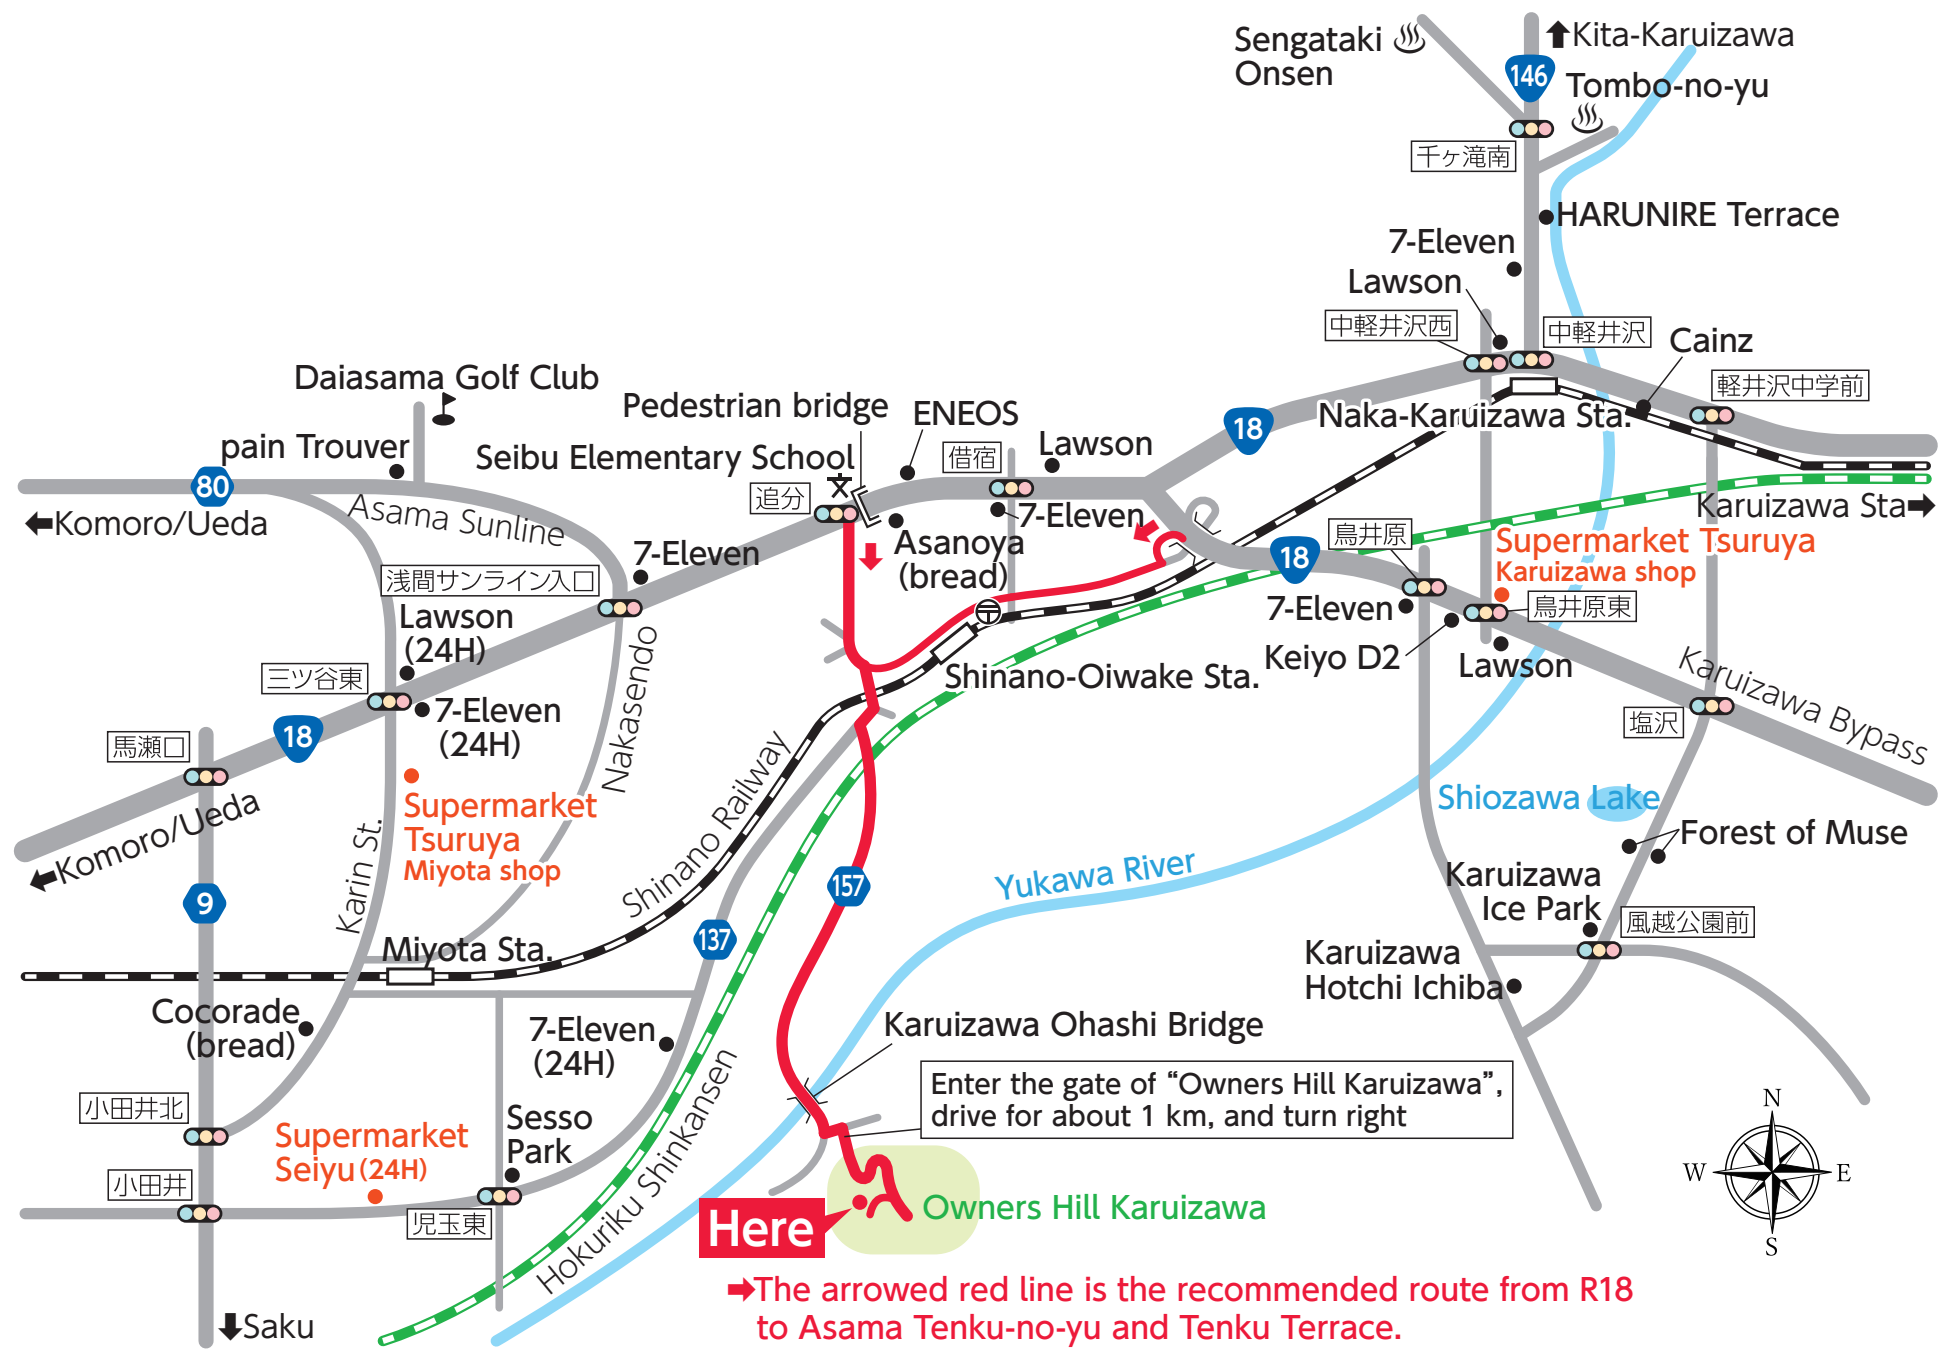 Sengataki
Onsen
Kita-Karuizawa
146
Tombo-no-yu
千ヶ滝南
HARUNIRE Terrace
7-Eleven
Lawson
中軽井沢西
中軽井沢
Cainz
軽井沢中学前
Naka-Karuizawa Sta.
Daiasama Golf Club
Pedestrian bridge
ENEOS
pain Trouver
Seibu Elementary School
借宿
Lawson
18
80
追分
Komoro/Ueda
Asama Sunline
7-Eleven
Karuizawa Sta
鳥井原
Supermarket Tsuruya
Karuizawa shop
7-Eleven
Asanoya
(bread)
18
浅間サンライン入口
Lawson
(24H)
7-Eleven
鳥井原東
Keiyo D2
Lawson
三ツ谷東
Nakasendo
Shinano-Oiwake Sta.
Karuizawa Bypass
7-Eleven
(24H)
塩沢
馬瀬口
18
Komoro/Ueda
Supermarket
Tsuruya
Miyota shop
Shinano Railway
Shiozawa Lake
Forest of Muse
9
Karin St.
157
Yukawa River
Karuizawa
Ice Park
風越公園前
137
Miyota Sta.
Karuizawa
Hotchi Ichiba
Cocorade
(bread)
7-Eleven
(24H)
Karuizawa Ohashi Bridge
Enter the gate of “Owners Hill Karuizawa”,
drive for about 1 km, and turn right
小田井北
Supermarket
Seiyu (24H)
Sesso
Park
Hokuriku Shinkansen
N
W
E
S
小田井
児玉東
Here
Owners Hill Karuizawa
The arrowed red line is the recommended route from R18
to Asama Tenku-no-yu and Tenku Terrace.
Saku